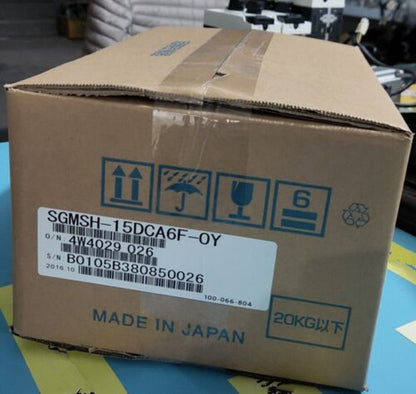 6
SGMSH-15DCA6F-OY
O/N 4W4029 026
S/N B0105B380850026
2016.10
100-066-804
MADE IN JAPAN
20KG以下